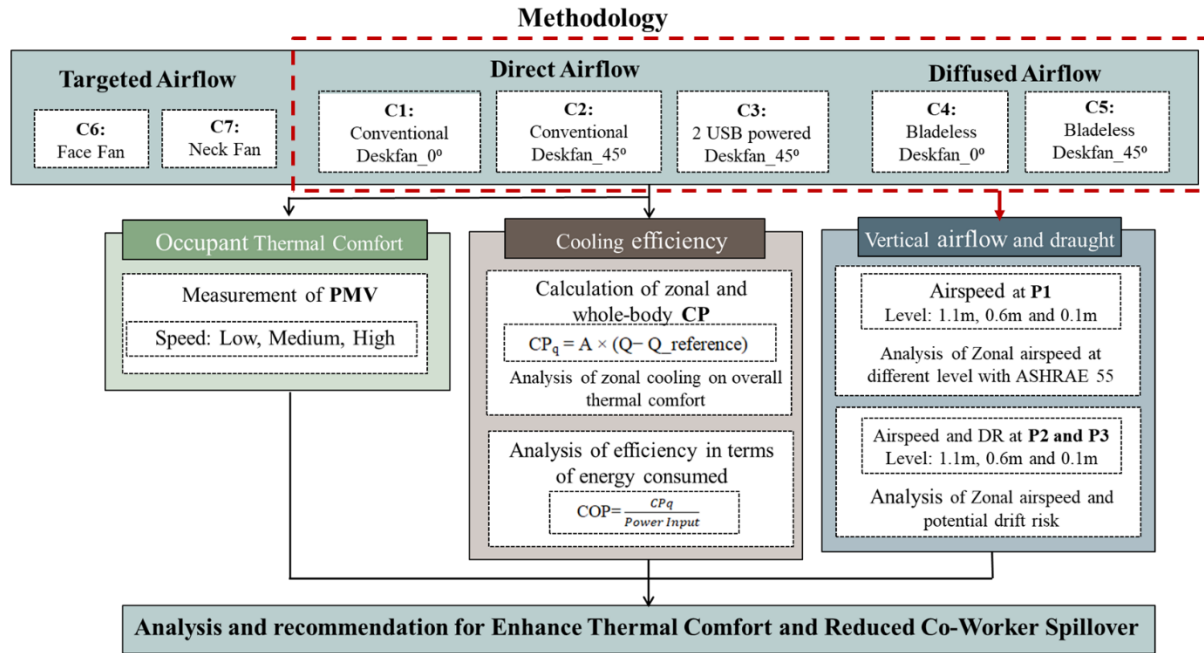 Methodology
Targeted Airflow
C6:
Face Fan
C7:
Neck Fan
Direct Airflow
C1:
Conventional
Deskfan_0⁰
C2:
Conventional
Deskfan_45⁰
C3:
2 USB powered
Deskfan_45⁰
Diffused Airflow
C4:
Bladeless
Deskfan_0⁰
C5:
Bladeless
Deskfan_45⁰
Occupant Thermal Comfort
Measurement of PMV
Speed: Low, Medium, High
Cooling efficiency
Calculation of zonal and
whole-body CP
CPq = A × (Q− Q_reference)
Analysis of zonal cooling on overall
thermal comfort
Analysis of efficiency in terms
of energy consumed
COP= CPq / Power Input
Vertical airflow and draught
Airspeed at P1
Level: 1.1m, 0.6m and 0.1m
Analysis of Zonal airspeed at
different level with ASHRAE 55
Airspeed and DR at P2 and P3
Level: 1.1m, 0.6m and 0.1m
Analysis of Zonal airspeed and
potential drift risk
Analysis and recommendation for Enhance Thermal Comfort and Reduced Co-Worker Spillover